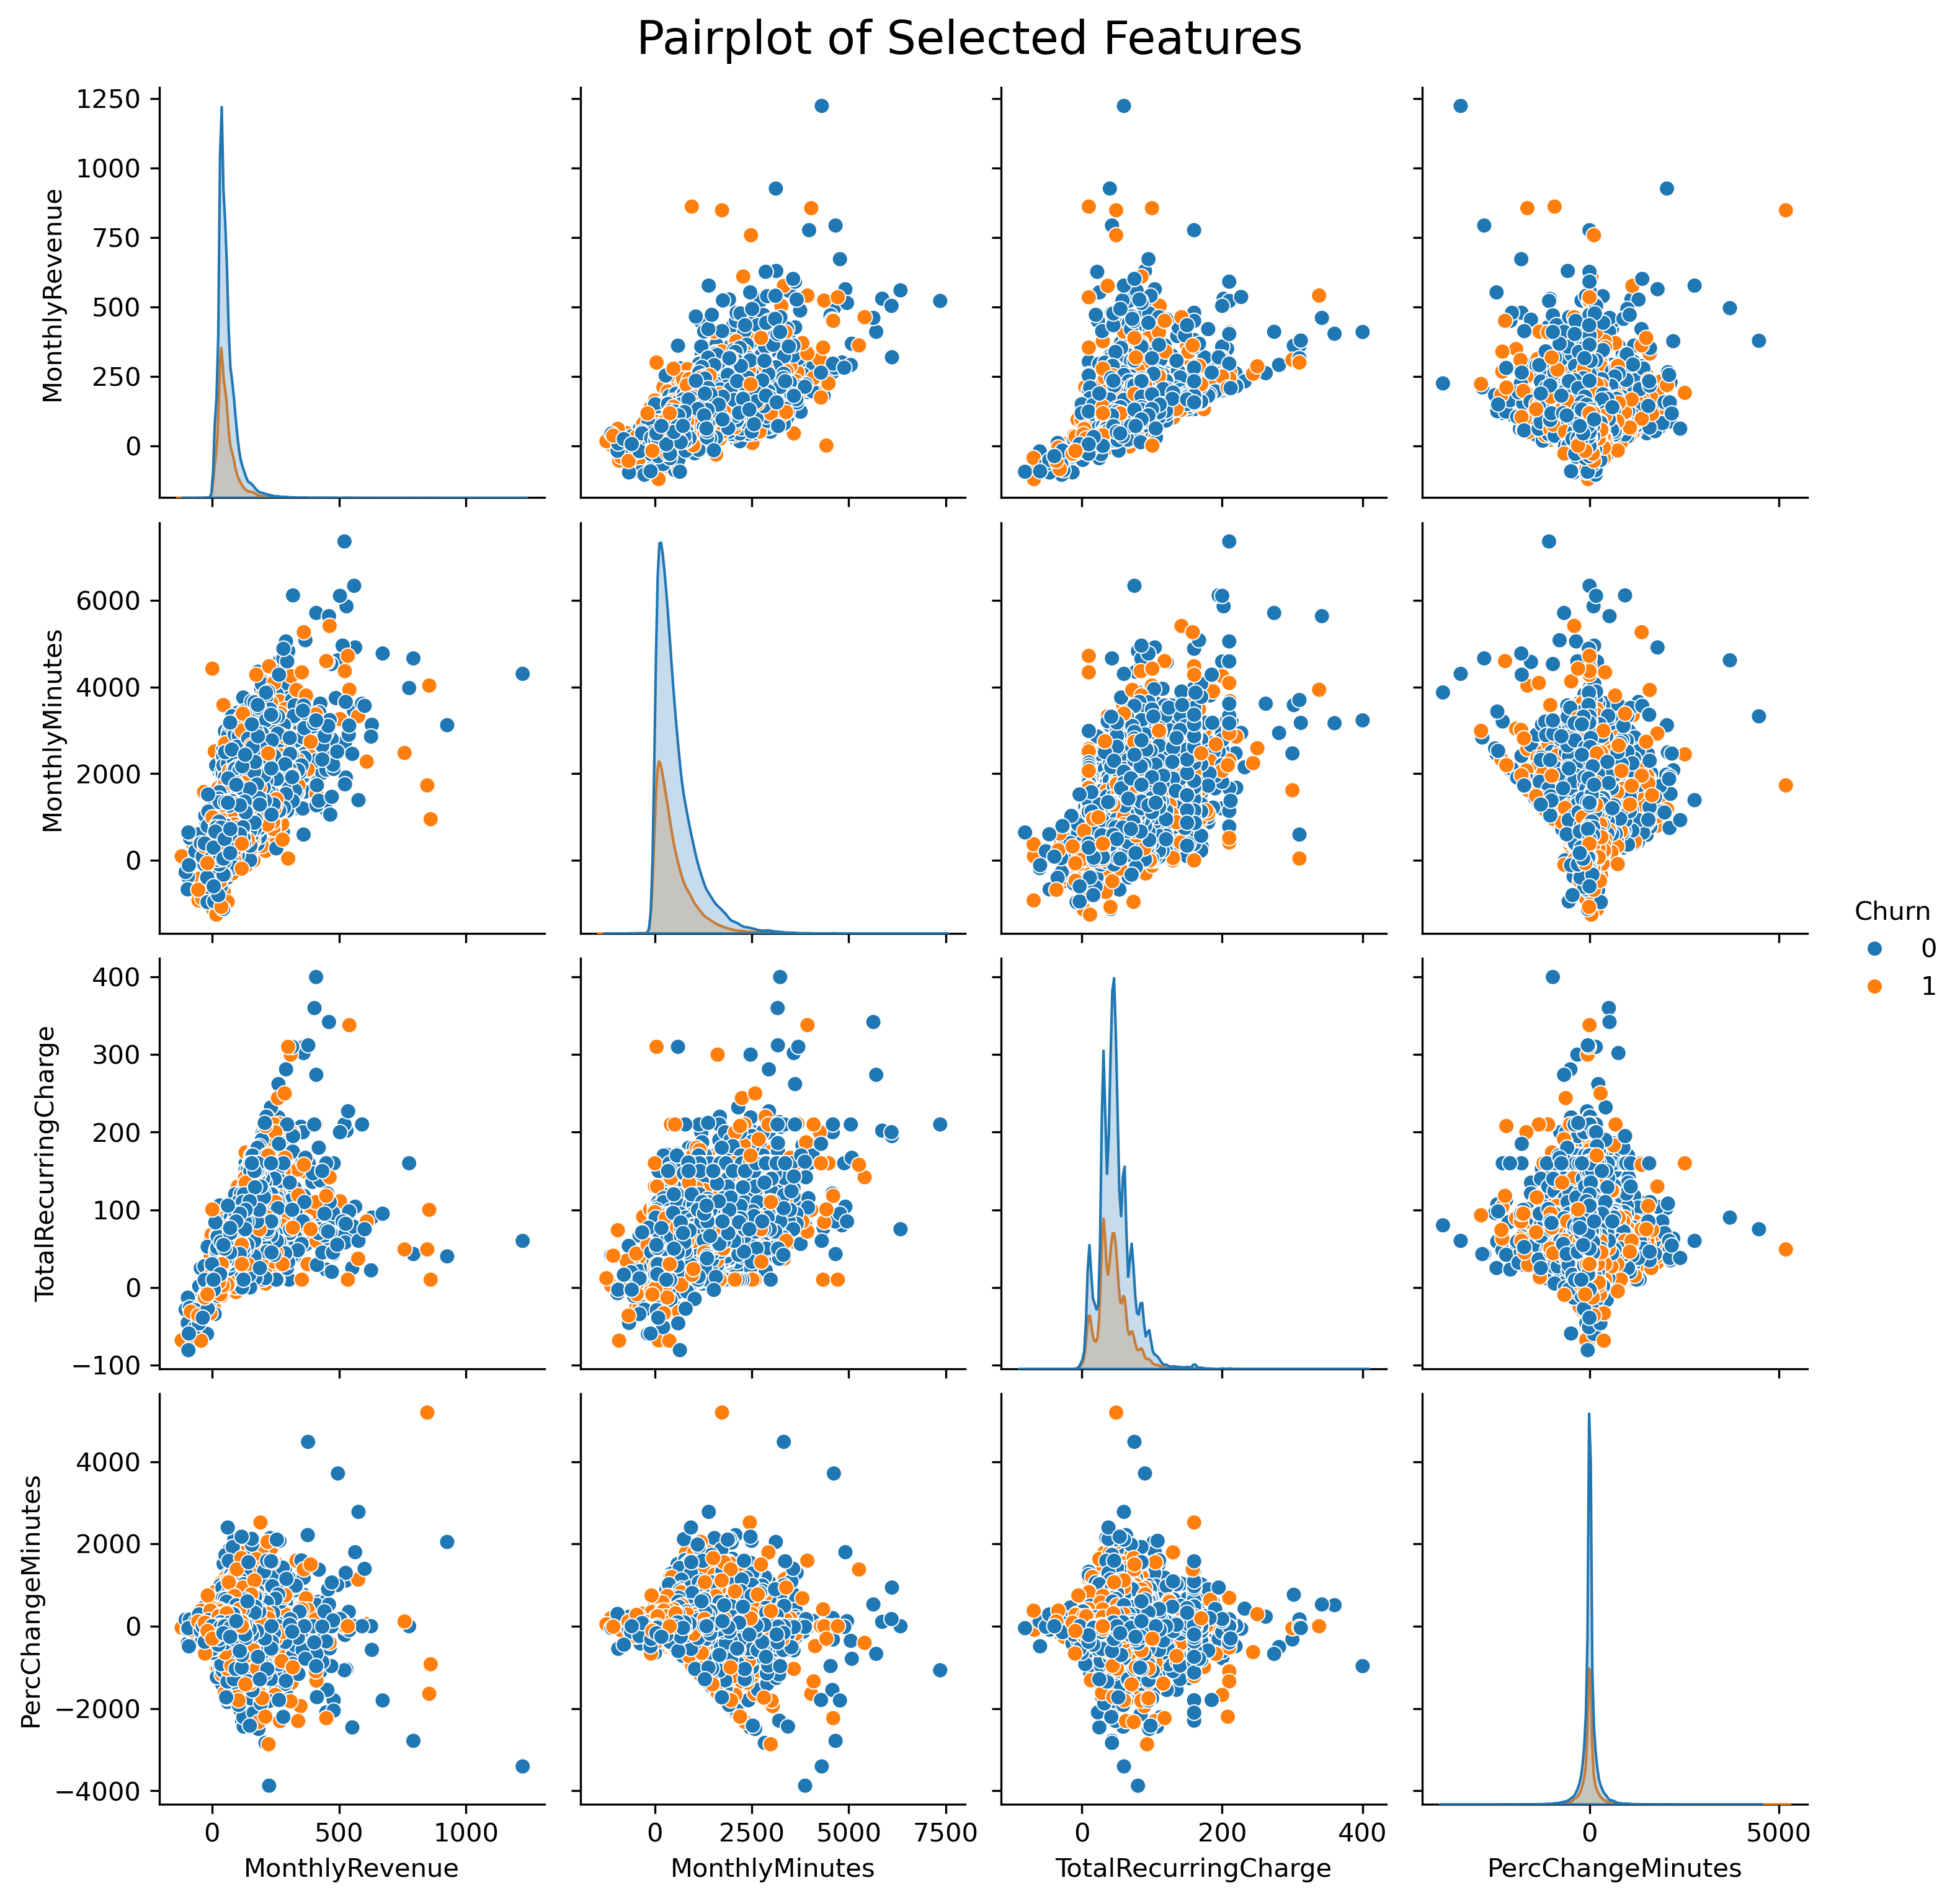 Pairplot of Selected Features
1250
1000
750
500
250
0
MonthlyRevenue
6000
4000
2000
0
MonthlyMinutes
400
300
200
100
0
−100
TotalRecurringCharge
4000
2000
0
−2000
−4000
PercChangeMinutes
0 500 1000
MonthlyRevenue
0 2500 5000 7500
MonthlyMinutes
0 200 400
TotalRecurringCharge
0 5000
PercChangeMinutes
Churn
0
1